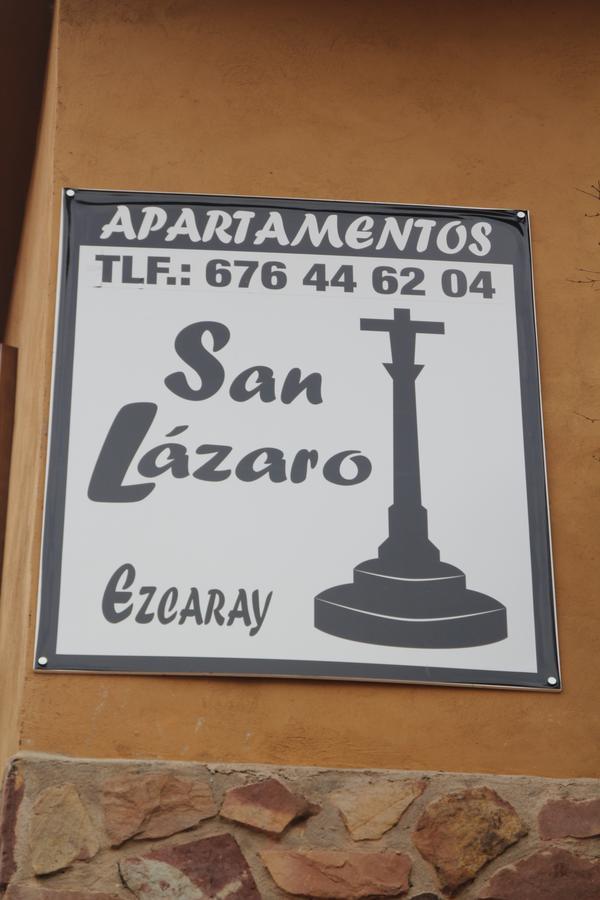 APARTAMENTOS
TLF.: 676 44 62 04
San
Lázaro
EZCARAY